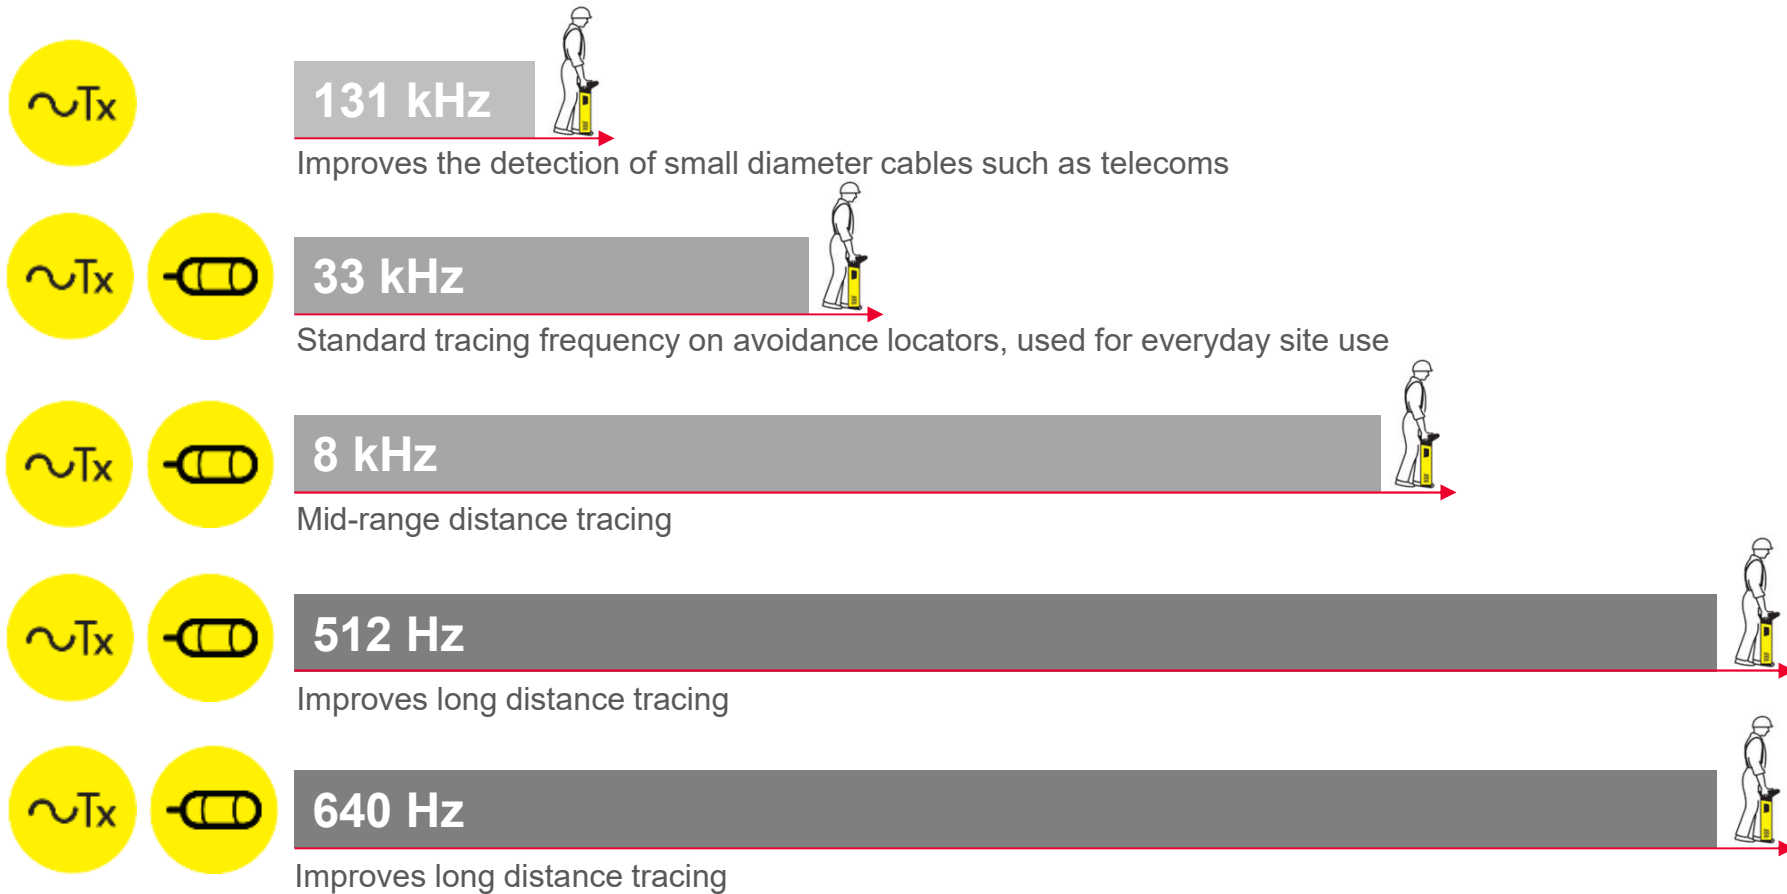 Tx
131 kHz
Improves the detection of small diameter cables such as telecoms
Tx
33 kHz
Standard tracing frequency on avoidance locators, used for everyday site use
Tx
8 kHz
Mid-range distance tracing
Tx
512 Hz
Improves long distance tracing
Tx
640 Hz
Improves long distance tracing